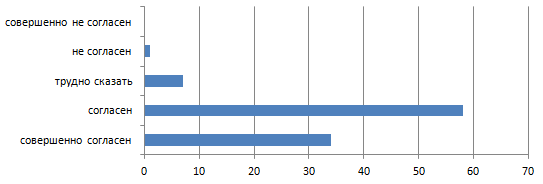 совершенно не согласен
не согласен
трудно сказать
согласен
совершенно согласен
0 10 20 30 40 50 60 70